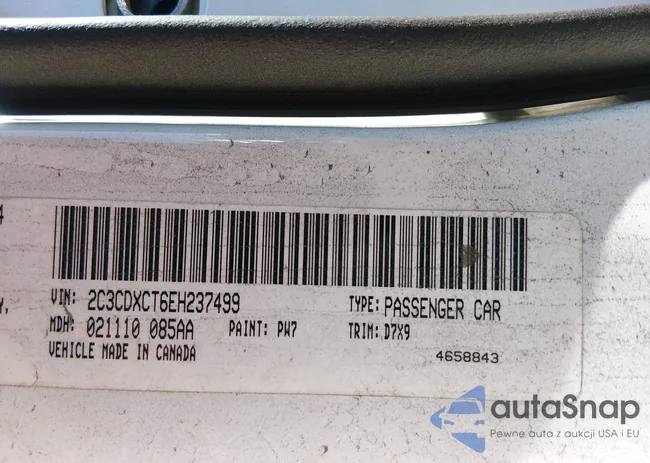 4
VIN: 2C3CDXCT6EH237499 TYPE: PASSENGER CAR
Y, MDH: 021110 085AA PAINT: PW7 TRIM: D7X9
VEHICLE MADE IN CANADA 4658843
autaSnap
Pewne auta z aukcji USA i EU